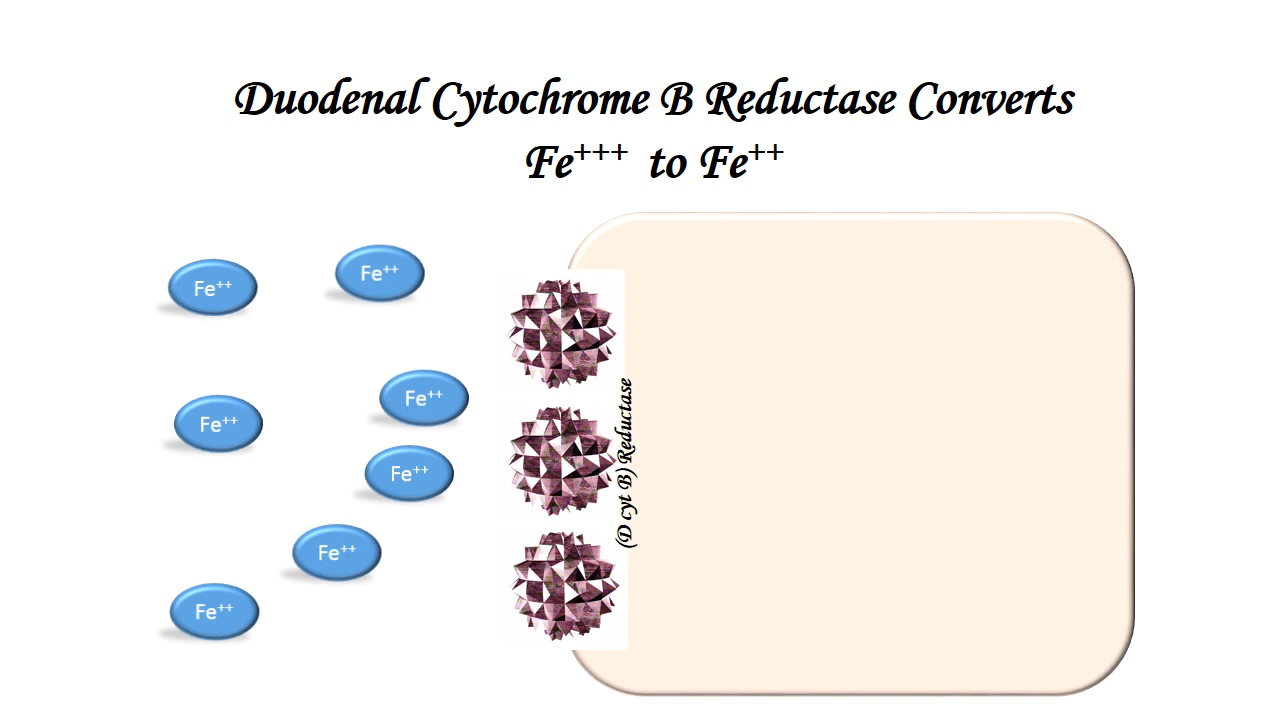 Duodenal Cytochrome B Reductase Converts
Fe⁺⁺⁺ to Fe⁺⁺
Fe⁺⁺
Fe⁺⁺
Fe⁺⁺
Fe⁺⁺
Fe⁺⁺
Fe⁺⁺
Fe⁺⁺
(D cyt B) Reductase